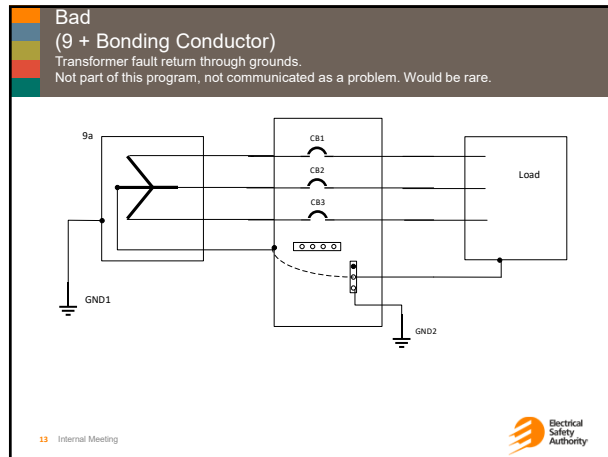 Bad
(9 + Bonding Conductor)
Transformer fault return through grounds.
Not part of this program, not communicated as a problem. Would be rare.
9a
CB1
CB2
CB3
Load
GND1
GND2
13 Internal Meeting
Electrical
Safety
Authority